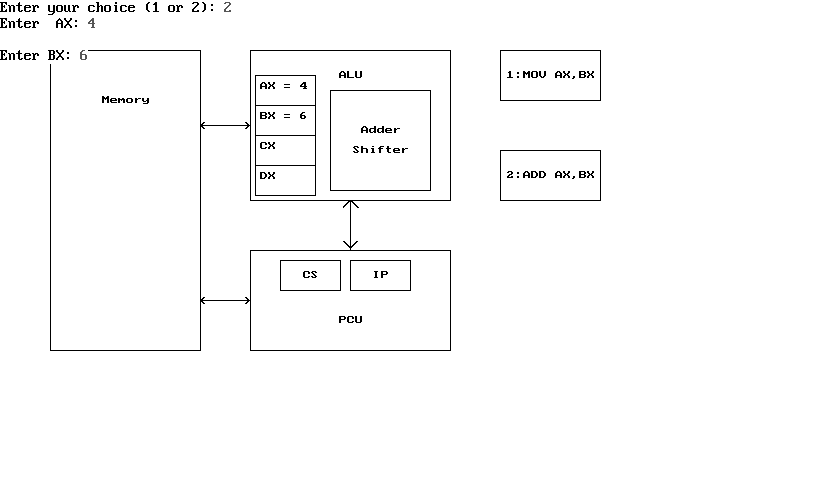 Enter your choice (1 or 2): 2
Enter  AX: 4
Enter BX: 6
Memory
ALU
AX = 4
BX = 6
CX
DX
Adder
Shifter
1:MOV AX,BX
2:ADD AX,BX
CS
IP
PCU